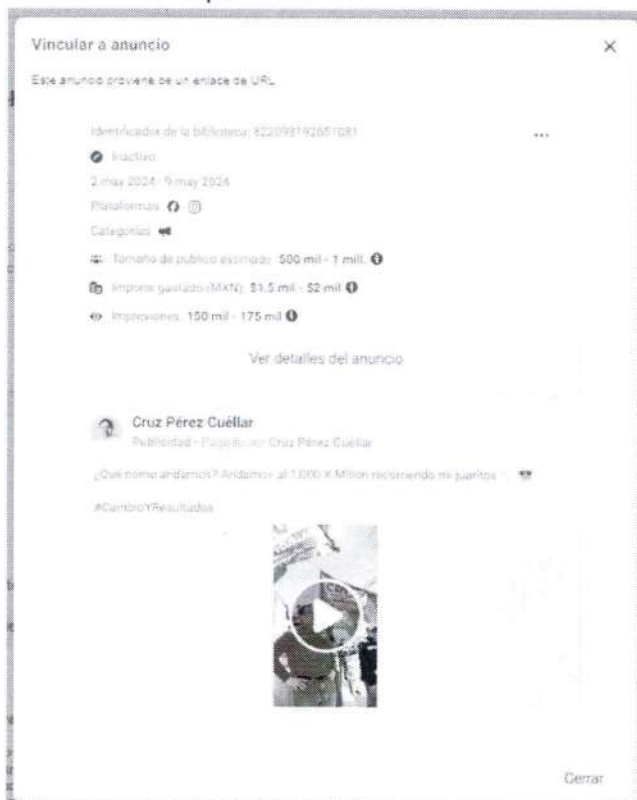 Vincular a anuncio
Este anuncio proviene de un enlace de URL
Identificador de la biblioteca:
Inactivo
2 may 2024 - 9 may 2024
Plataformas
Categorías
Tamaño de público estimado: 500 mil - 1 mill.
Importe gastado (MXN): $1.5 mil - $2 mil
Impresiones: 150 mil - 175 mil
Ver detalles del anuncio
Cruz Pérez Cuéllar
Publicidad • Pagado por Cruz Pérez Cuéllar
¿Qué como andamos? Andamos al 1,000 X Millón recorriendo mi Juaritos
#CambioYResultados
Cerrar